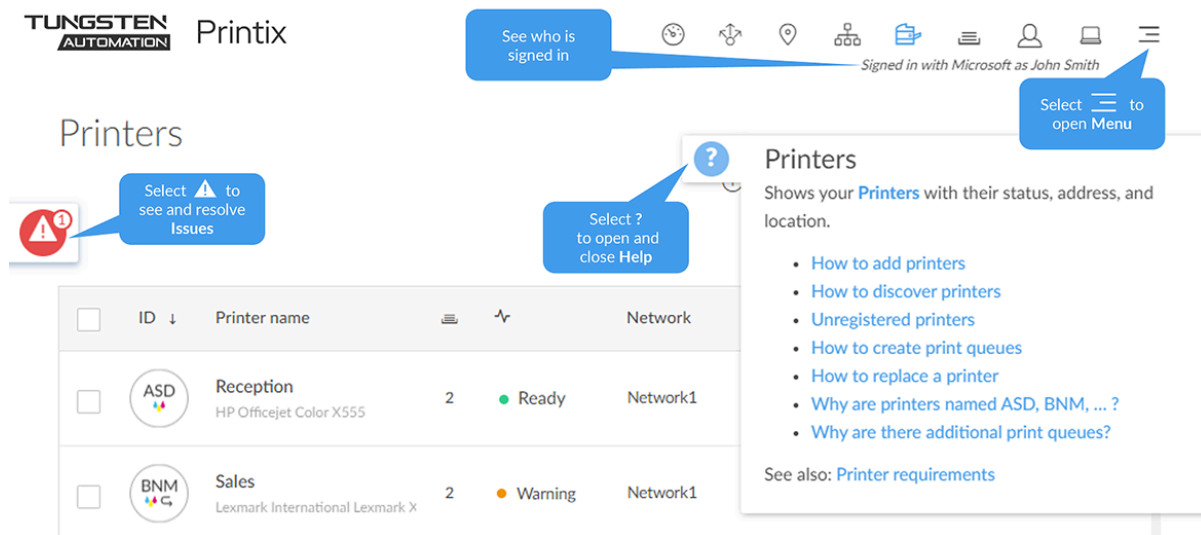 TUNGSTEN
AUTOMATION
Printix
See who is
signed in
Signed in with Microsoft as John Smith
Select to
open Menu
Printers
Select to
see and resolve
Issues
1
?
Select ?
to open and
close Help
Printers
Shows your Printers with their status, address, and
location.
• How to add printers
• How to discover printers
• Unregistered printers
• How to create print queues
• How to replace a printer
• Why are printers named ASD, BNM, ... ?
• Why are there additional print queues?
See also: Printer requirements
ID ↓ Printer name Network
ASD Reception 2 Ready Network1
HP Officejet Color X555
BNM Sales 2 Warning Network1
Lexmark International Lexmark X